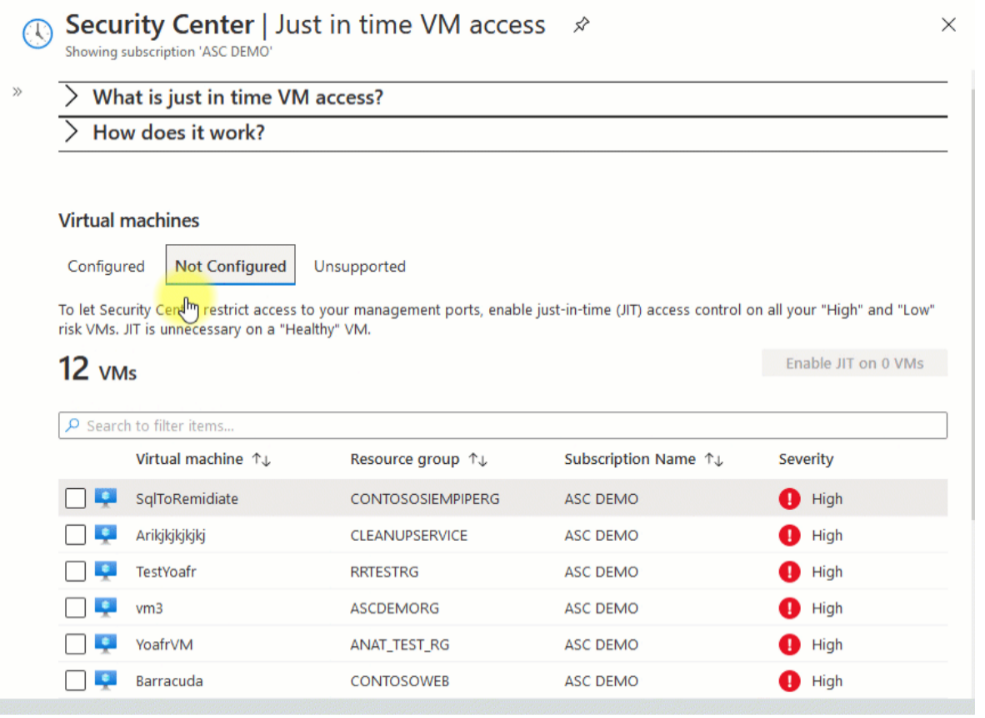 Security Center | Just in time VM access
Showing subscription 'ASC DEMO'
What is just in time VM access?
How does it work?
Virtual machines
Configured Not Configured Unsupported
To let Security Center restrict access to your management ports, enable just-in-time (JIT) access control on all your "High" and "Low"
risk VMs. JIT is unnecessary on a "Healthy" VM.
12 VMs Enable JIT on 0 VMs
Search to filter items...
Virtual machine Resource group Subscription Name Severity
SqlToRemidiate CONTOSOSIEMPIPERG ASC DEMO High
Arikjkjkjkjkj CLEANUPSERVICE ASC DEMO High
TestYoafr RRTESTRG ASC DEMO High
vm3 ASCDEMORG ASC DEMO High
YoafrVM ANAT_TEST_RG ASC DEMO High
Barracuda CONTOSOWEB ASC DEMO High